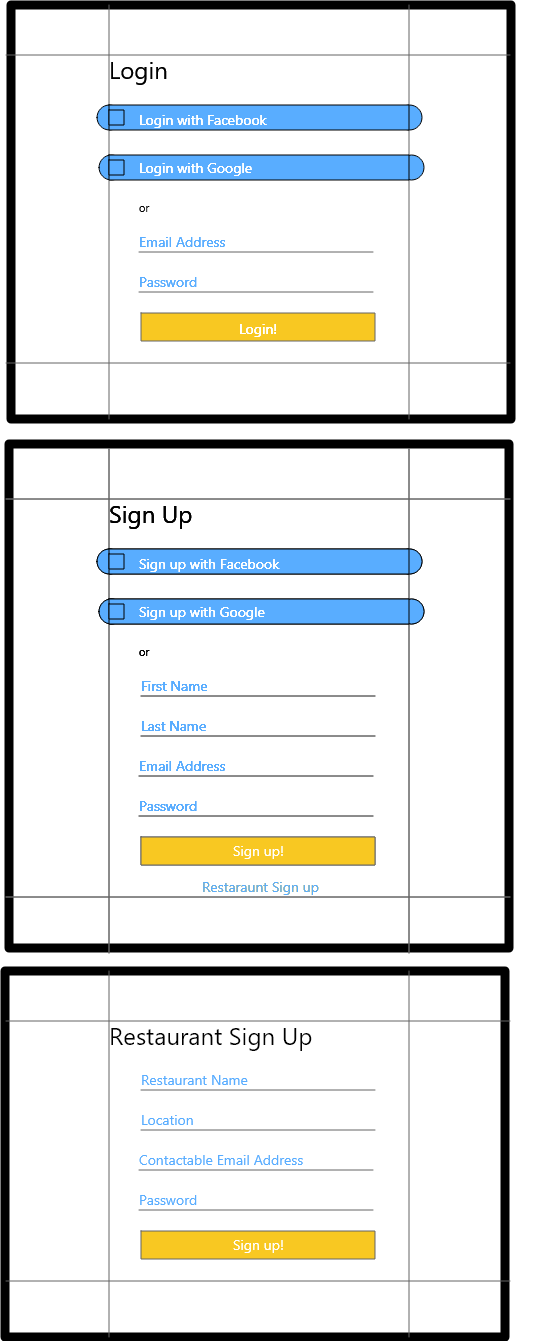 Login
Login with Facebook
Login with Google
or
Email Address
Password
Login!
Sign Up
Sign up with Facebook
Sign up with Google
or
First Name
Last Name
Email Address
Password
Sign up!
Restaraunt Sign up
Restaurant Sign Up
Restaurant Name
Location
Contactable Email Address
Password
Sign up!